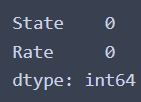 State    0
Rate     0
dtype: int64